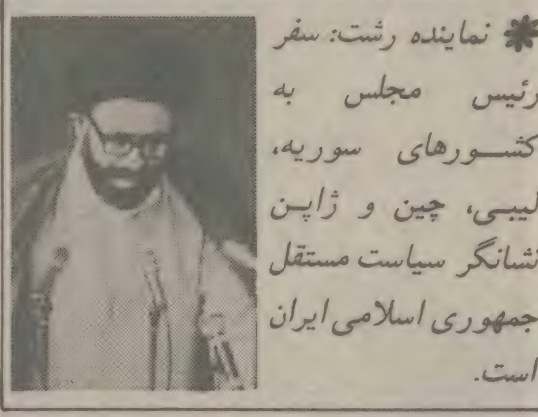 ❋ نماینده رشت: سفر
رئیس مجلس به
کشورهای سوریه،
لیبی، چین و ژاپن
نشانگر سیاست مستقل
جمهوری اسلامی ایران
است.